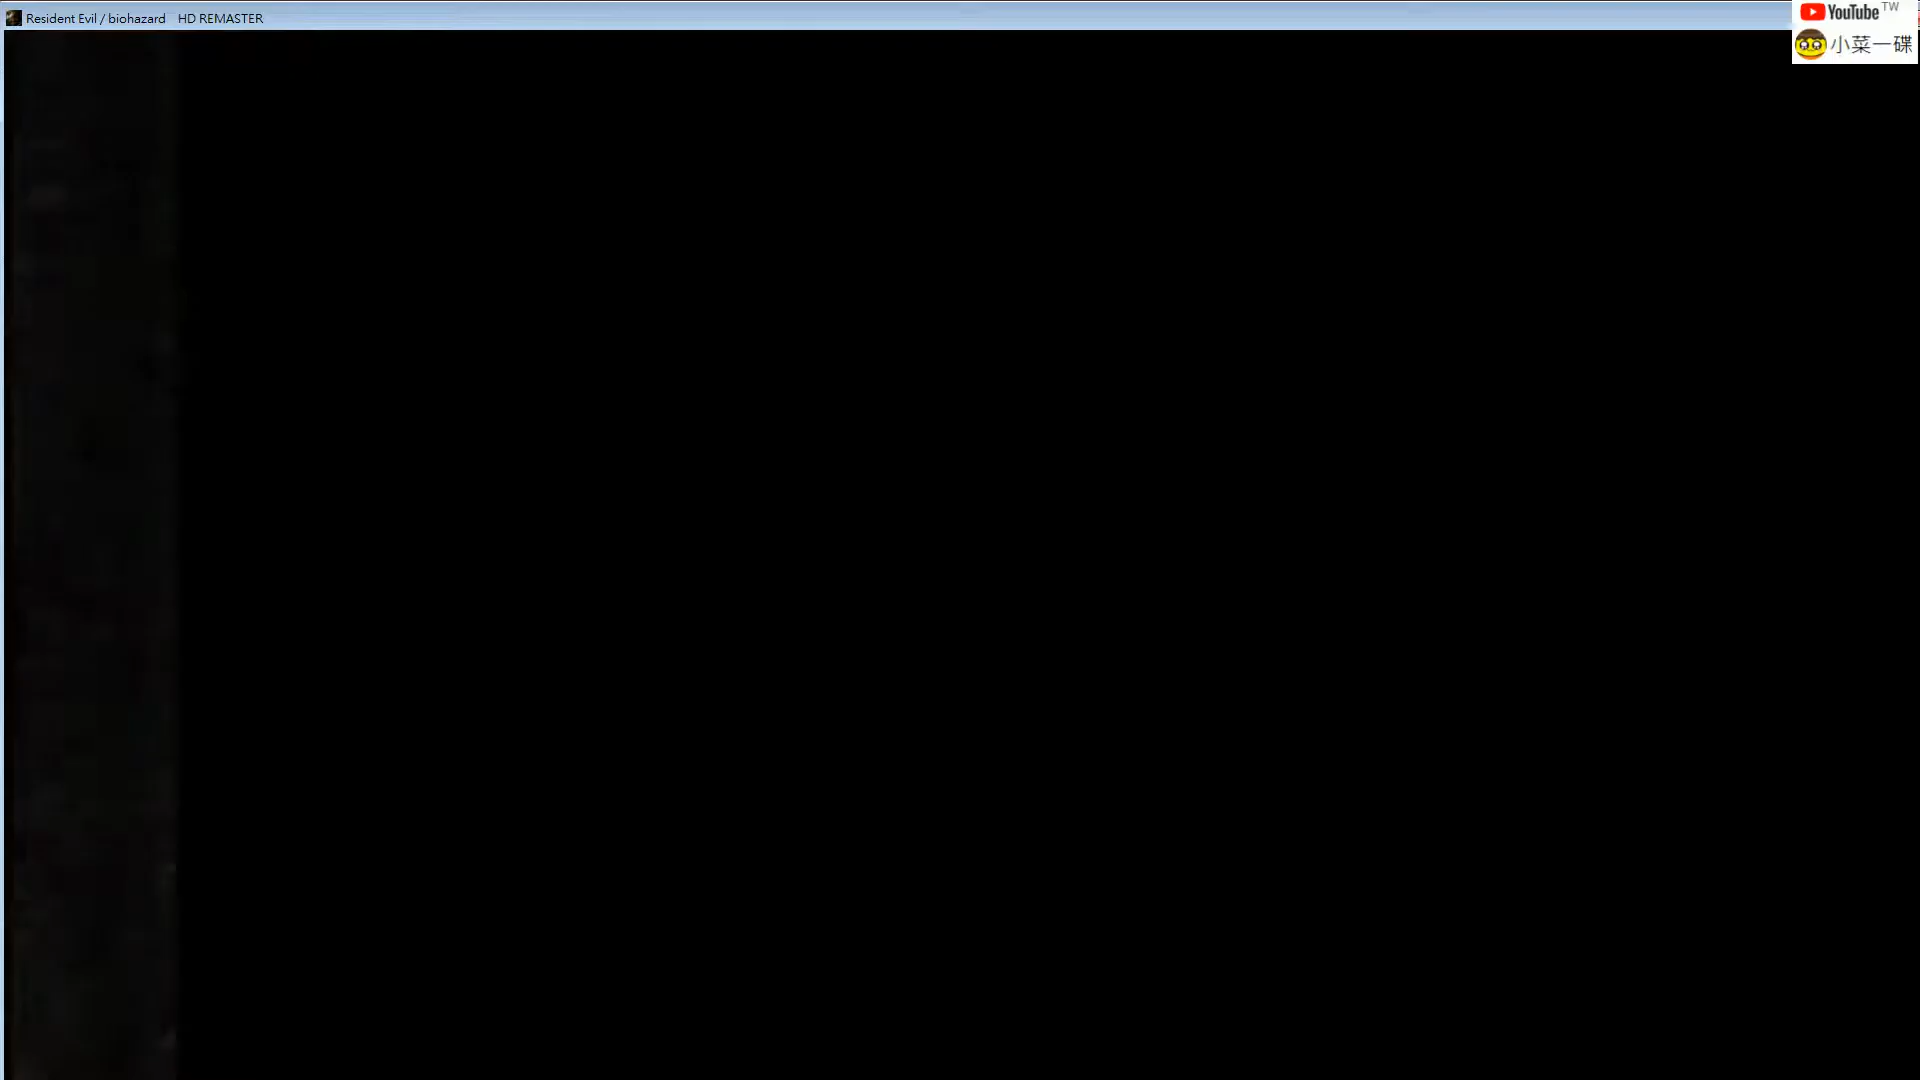 Resident Evil / biohazard HD REMASTER
YouTube TW
小菜一碟